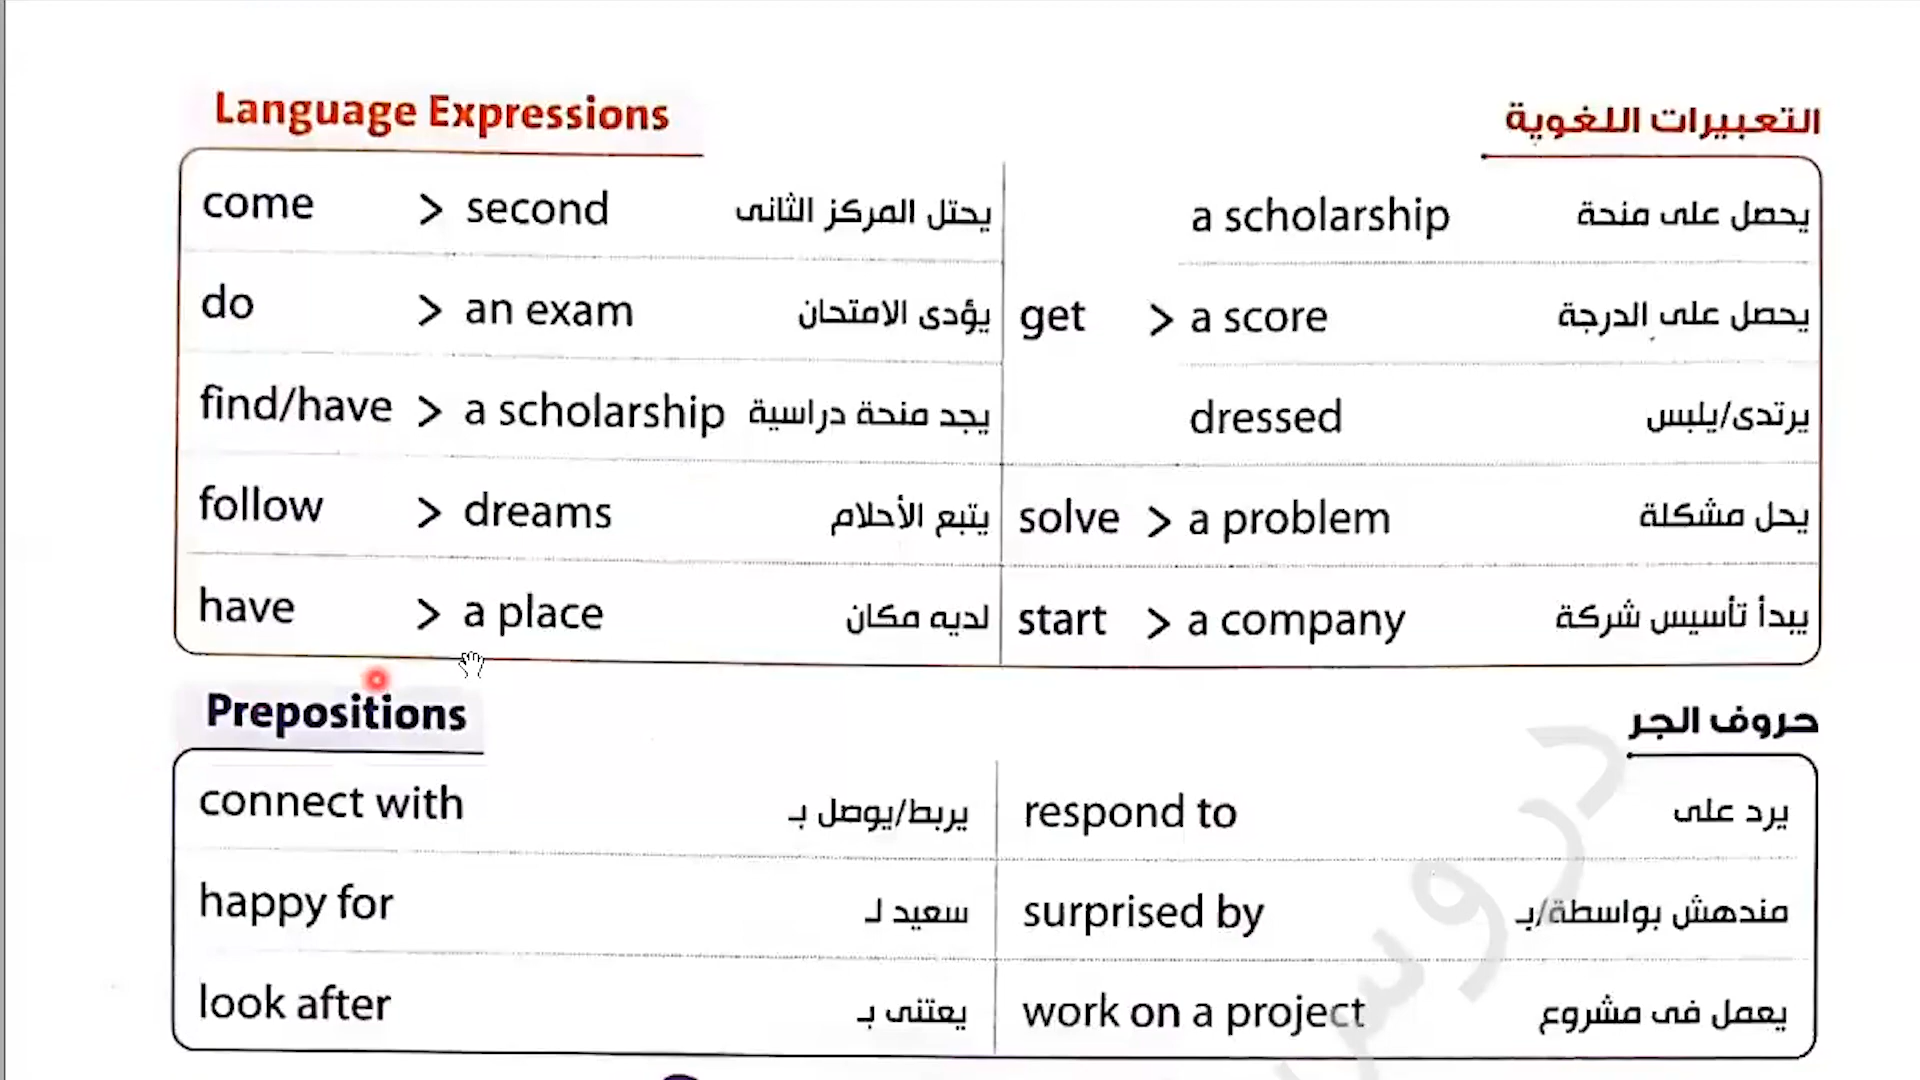 Language Expressions التعبيرات اللغوية
come > second يحتل المركز الثانى
do > an exam يؤدى الامتحان
find/have > a scholarship يجد منحة دراسية
follow > dreams يتبع الأحلام
have > a place لديه مكان
a scholarship يحصل على منحة
get > a score يحصل على الدرجة
dressed يرتدى/يلبس
solve > a problem يحل مشكلة
start > a company يبدأ تأسيس شركة
Prepositions حروف الجر
connect with يربط/يوصل بـ
happy for سعيد لـ
look after يعتنى بـ
respond to يرد على
surprised by مندهش بواسطة/بـ
work on a project يعمل فى مشروع
دروس